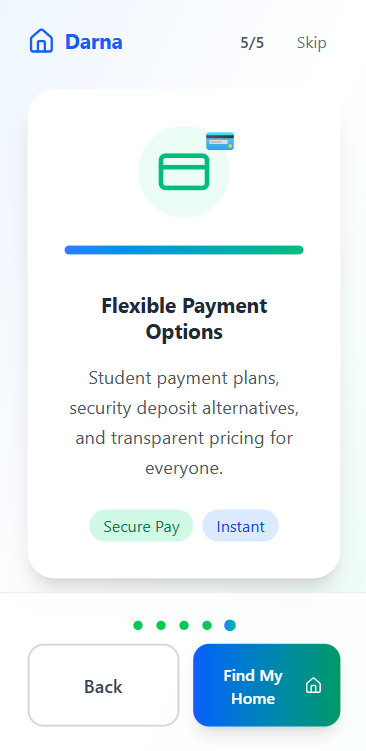 Darna
5/5
Skip
Flexible Payment
Options
Student payment plans,
security deposit alternatives,
and transparent pricing for
everyone.
Secure Pay
Instant
Back
Find My
Home